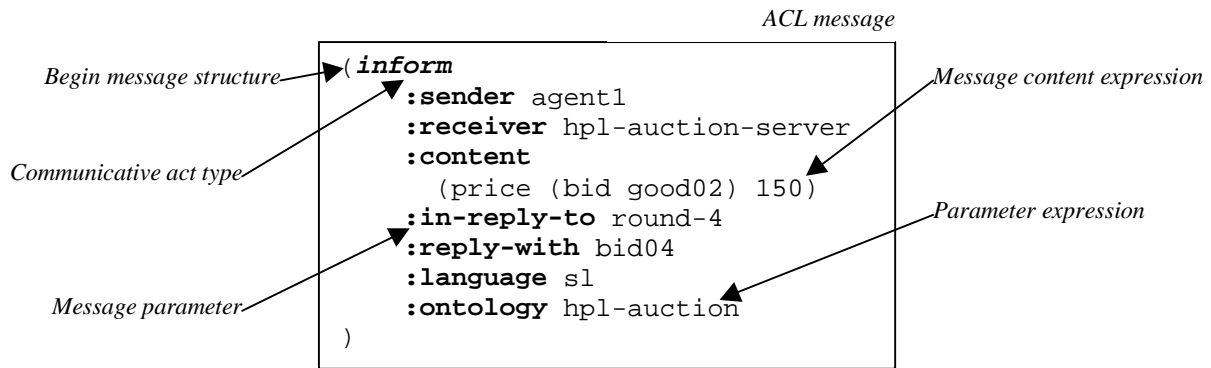 ACL message
Begin message structure
(inform
Message content expression
:sender agent1
:receiver hpl-auction-server
Communicative act type
:content
(price (bid good02) 150)
Parameter expression
:in-reply-to round-4
:reply-with bid04
:language sl
Message parameter
:ontology hpl-auction
)